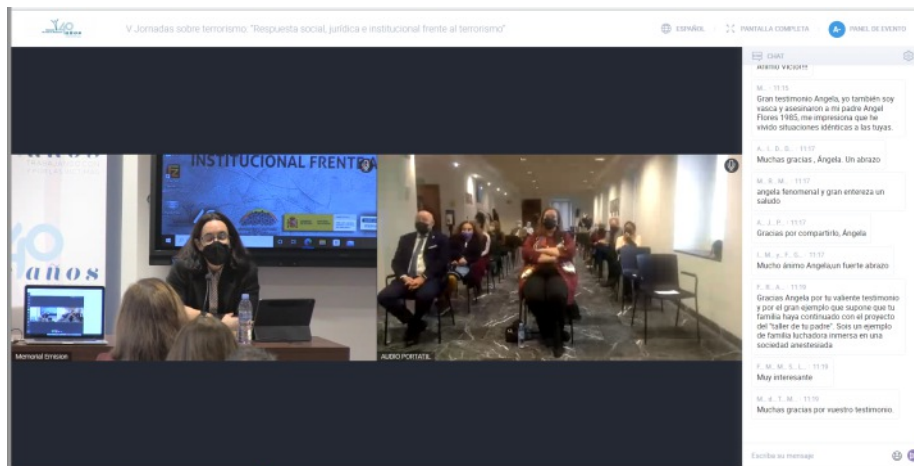 40
años
V Jornadas sobre terrorismo. "Respuesta social, jurídica e institucional frente al terrorismo"
ESPAÑOL
PANTALLA COMPLETA
A-
PANEL DE EVENTO
INSTITUCIONAL FRENTE A
40
años
Memorial Emision
AUDIO PORTATIL
CHAT
Animo Victor!!!
M. . · 11:15
Gran testimonio Angela, yo también soy
vasca y asesinaron a mi padre Angel
Flores 1985, me impresiona que he
vivido situaciones idénticas a las tuyas.
A. I. D. G. · 11:17
Muchas gracias , Ángela. Un abrazo
M. R. M. . · 11:17
angela fenomenal y gran entereza un
saludo
A. J. P. . · 11:17
Gracias por compartirlo, Ángela
I. M. y. F. G. . · 11:17
Mucho ánimo Angela,un fuerte abrazo
F. R. A. . · 11:19
Gracias Angela por tu valiente testimonio
y por el gran ejemplo que supone que tu
familia haya continuado con el proyecto
del "taller de tu padre". Sois un ejemplo
de familia luchadora inmersa en una
sociedad anestesiada
F. M. M. S. L. . · 11:19
Muy interesante
M. d. T. M. . · 11:19
Muchas gracias por vuestro testimonio.
Escriba su mensaje